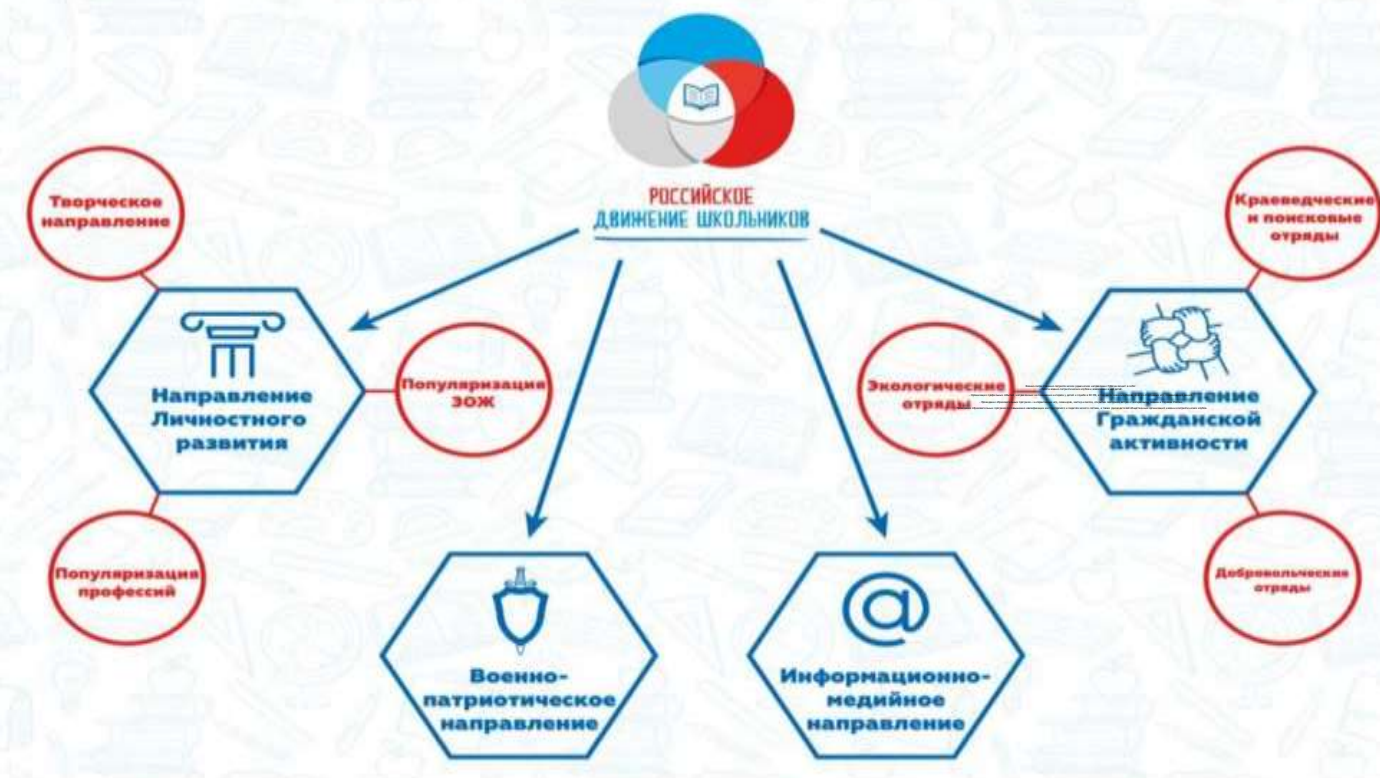 РОССИЙСКОЕ
ДВИЖЕНИЕ ШКОЛЬНИКОВ
Творческое
направление
Направление
Личностного
развития
Популяризация
ЗОЖ
Популяризация
профессий
Военно-
патриотическое
направление
Информационно-
медийное
направление
Краеведческие
и поисковые
отряды
Экологические
отряды
Направление
Гражданской
активности
Добровольческие
отряды